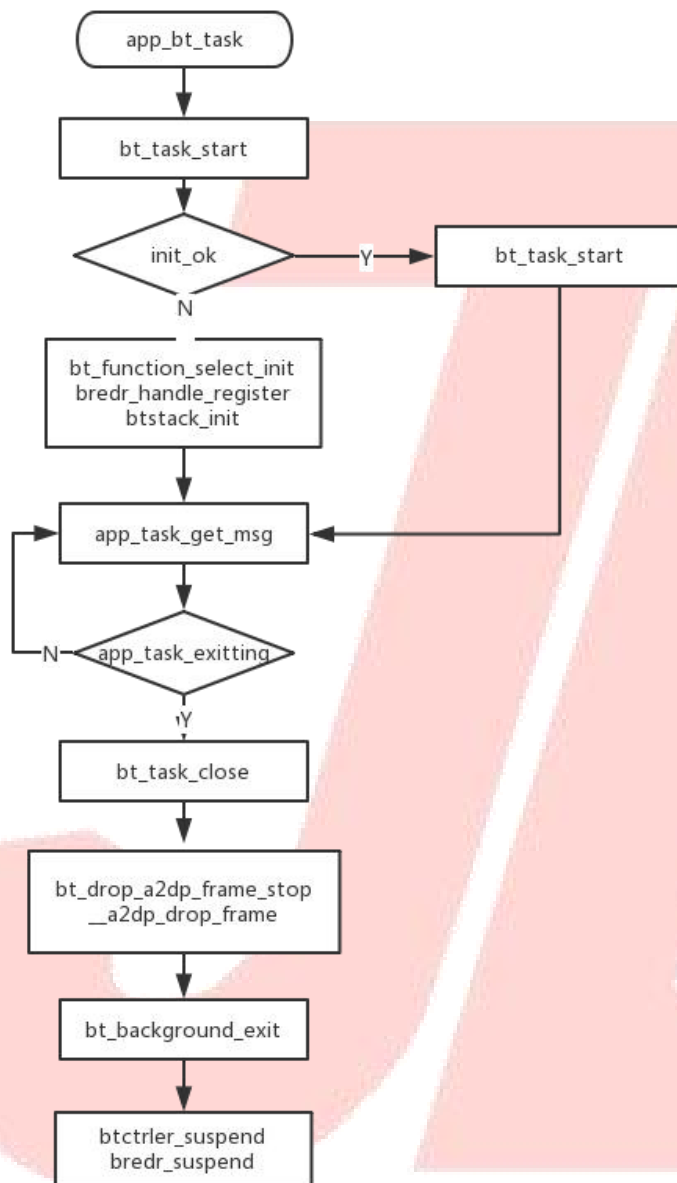 app_bt_task
bt_task_start
init_ok
Y
bt_task_start
N
bt_function_select_init
bredr_handle_register
btstack_init
app_task_get_msg
N
app_task_exitting
Y
bt_task_close
bt_drop_a2dp_frame_stop
__a2dp_drop_frame
bt_background_exit
btctrler_suspend
bredr_suspend